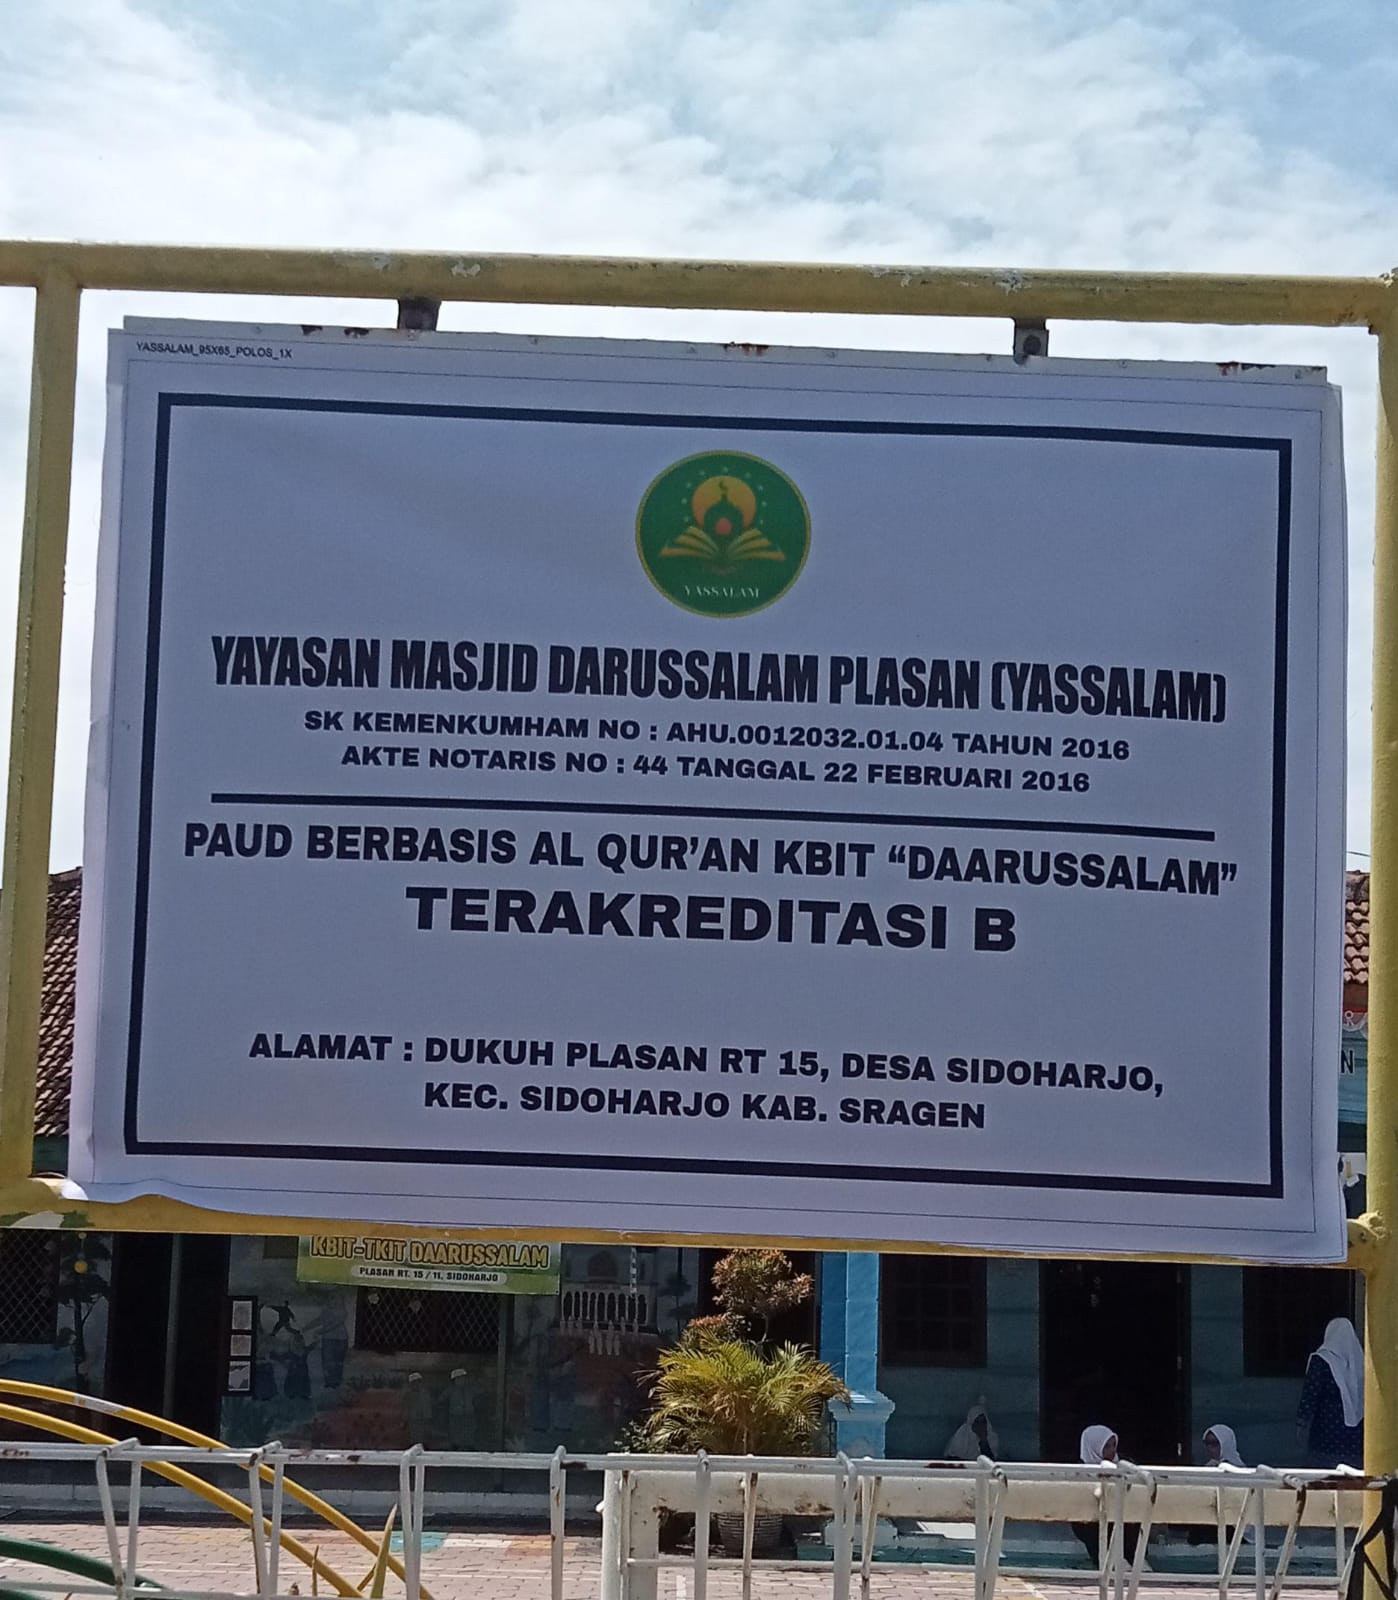 YASSALAM_95X65_POLOS_1X
YASSALAM
YAYASAN MASJID DARUSSALAM PLASAN (YASSALAM)
SK KEMENKUMHAM NO : AHU.0012032.01.04 TAHUN 2016
AKTE NOTARIS NO : 44 TANGGAL 22 FEBRUARI 2016
PAUD BERBASIS AL QUR'AN KBIT “DAARUSSALAM”
TERAKREDITASI B
ALAMAT : DUKUH PLASAN RT 15, DESA SIDOHARJO,
KEC. SIDOHARJO KAB. SRAGEN
KBIT-TKIT DAARUSSALAM
PLASAN RT. 15 / 11, SIDOHARJO